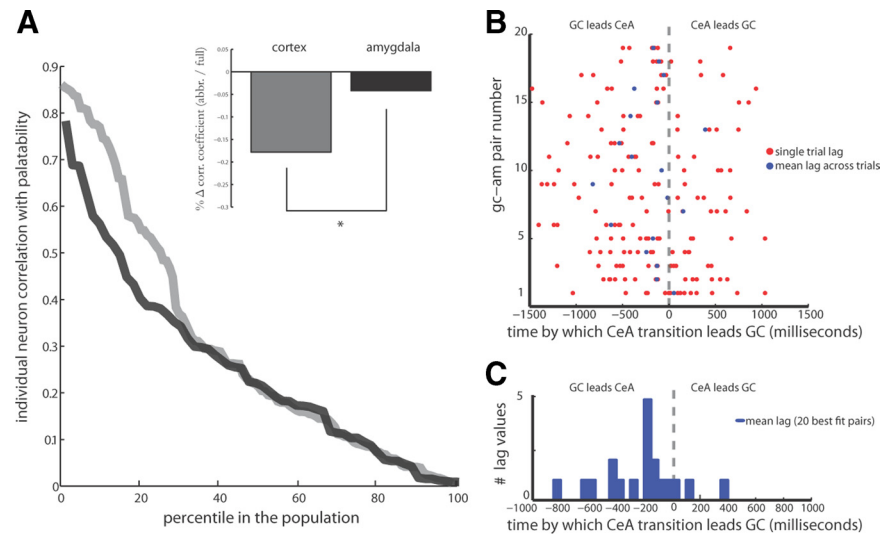 A
cortex
amygdala
% Δ corr. coefficient (abbr. / full)
0.05
0
−0.05
−0.1
−0.15
−0.2
−0.25
−0.3
*
individual neuron correlation with palatability
0.9
0.8
0.7
0.6
0.5
0.4
0.3
0.2
0.1
0
0
20
40
60
80
100
percentile in the population
B
GC leads CeA
CeA leads GC
gc−am pair number
20
15
10
5
1
single trial lag
mean lag across trials
−1500
−1000
−500
0
500
1000
1500
time by which CeA transition leads GC (milliseconds)
C
GC leads CeA
CeA leads GC
# lag values
5
0
mean lag (20 best fit pairs)
-1000
-800
-600
-400
-200
0
200
400
600
800
1000
time by which CeA transition leads GC (milliseconds)